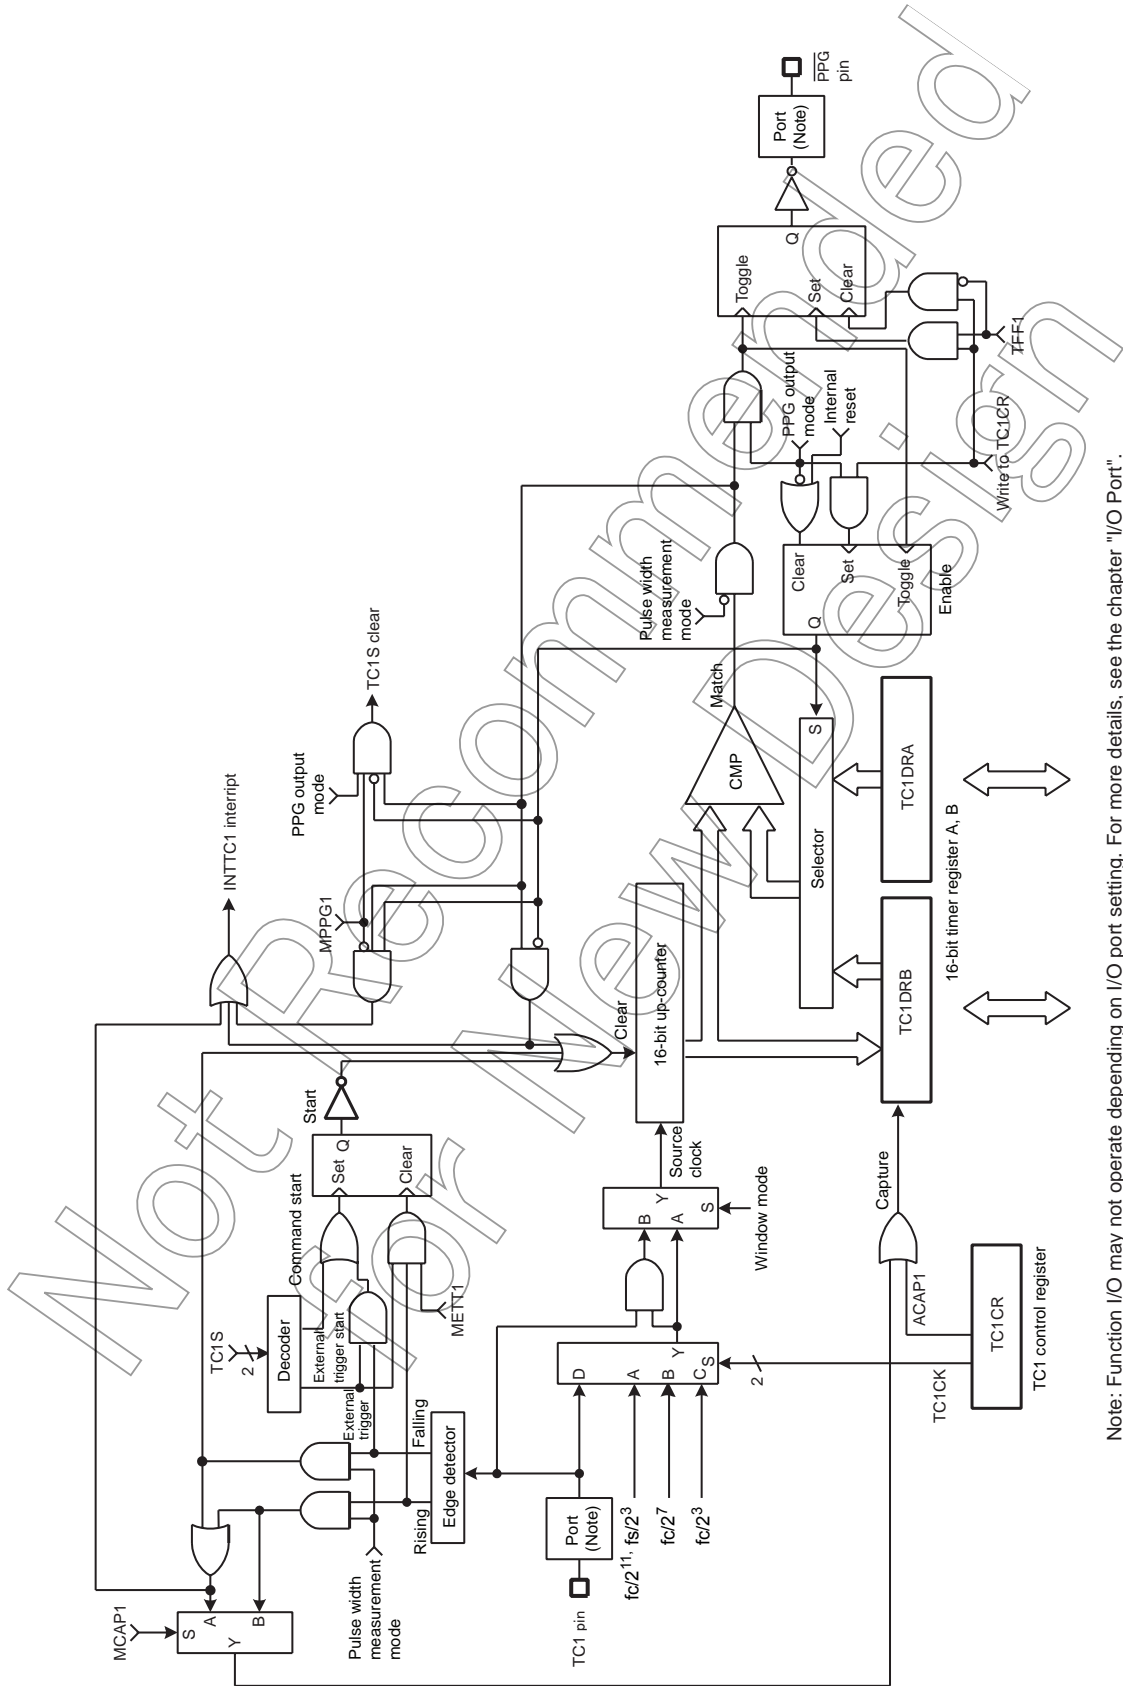 MCAP1
S
A
B
Y
Pulse width
measurement
mode
Rising
Falling
Edge detector
External
trigger
TC1S
2
Decoder
External
trigger start
Command start
METT1
Set
Q
Clear
Start
INTTC1 interript
MPPG1
PPG output
mode
TC1S clear
TC1 pin
Port
(Note)
fc/2^11, fs/2^3
fc/2^7
fc/2^3
D
A
B
C
Y
S
2
TC1CK
B
A
Y
S
Window mode
Source
clock
Clear
16-bit up-counter
CMP
Match
Pulse width
measurement
mode
Selector
S
Capture
ACAP1
TC1CR
TC1 control register
TC1DRB
TC1DRA
16-bit timer register A, B
Q
Clear
Set
Toggle
Enable
PPG output
mode
Internal
reset
Write to TC1CR
TFF1
Toggle
Set
Clear
Q
Port
(Note)
PPG
pin
Note: Function I/O may not operate depending on I/O port setting. For more details, see the chapter "I/O Port".
Not Recommended
for New Design